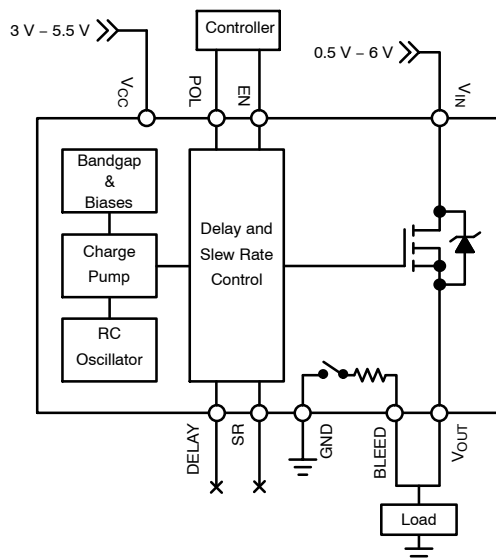 3 V – 5.5 V
Controller
0.5 V – 6 V
VCC
POL
EN
VIN
Bandgap
&
Biases
Charge
Pump
RC
Oscillator
Delay and
Slew Rate
Control
DELAY
SR
GND
BLEED
VOUT
Load